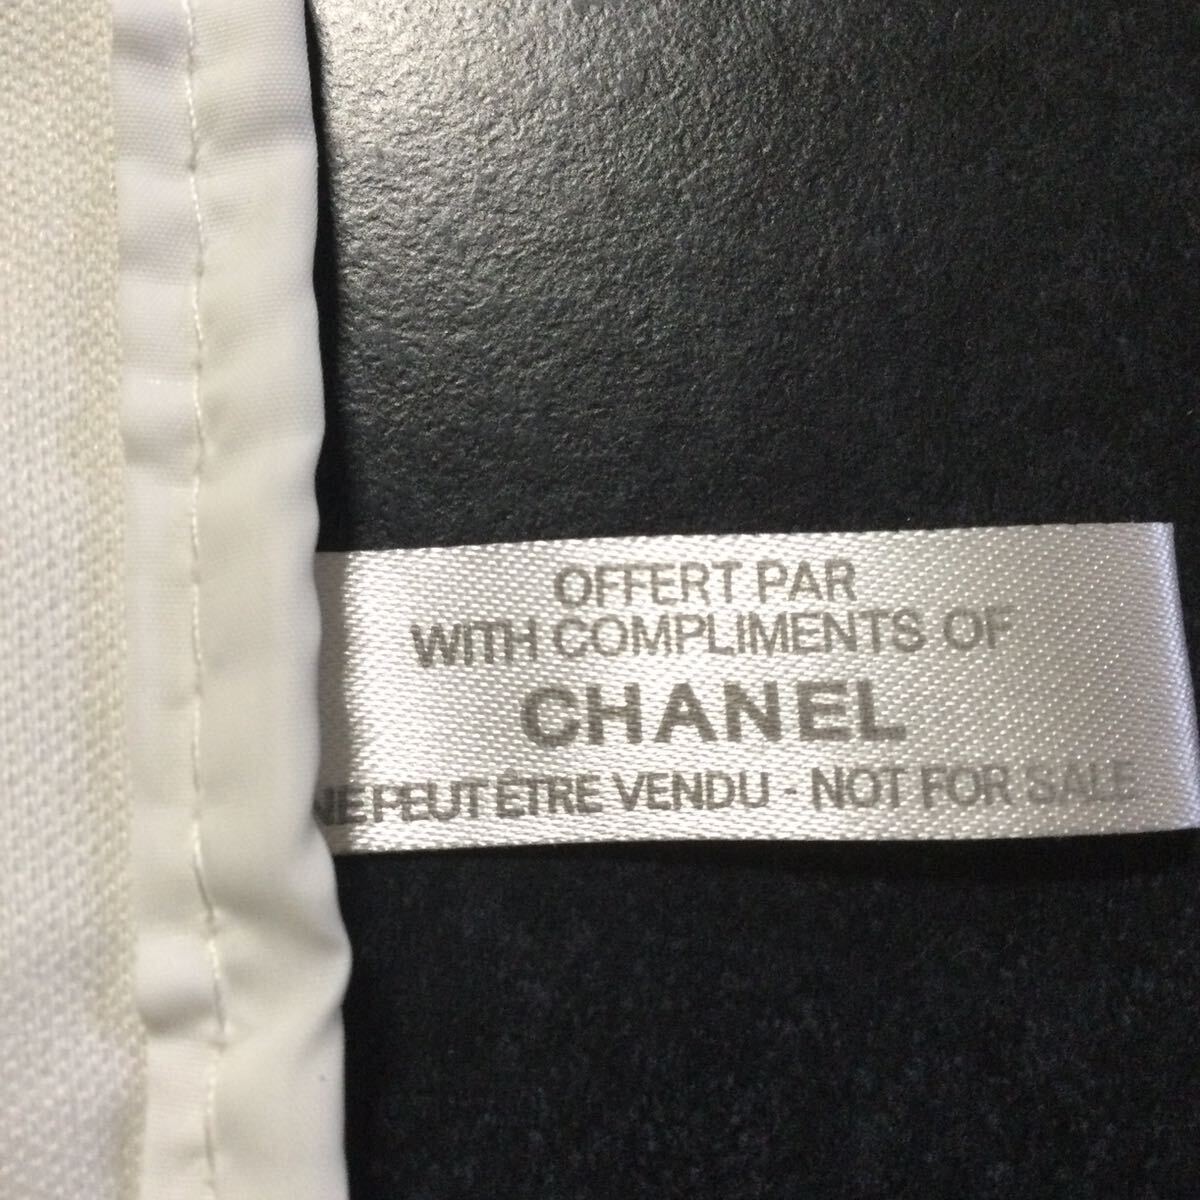 OFFERT PAR
WITH COMPLIMENTS OF
CHANEL
NE PEUT ÊTRE VENDU - NOT FOR SALE